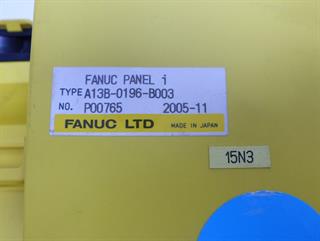 FANUC PANEL i
TYPE A13B-0196-B003
NO. P00765 2005-11
FANUC LTD MADE IN JAPAN
15N3